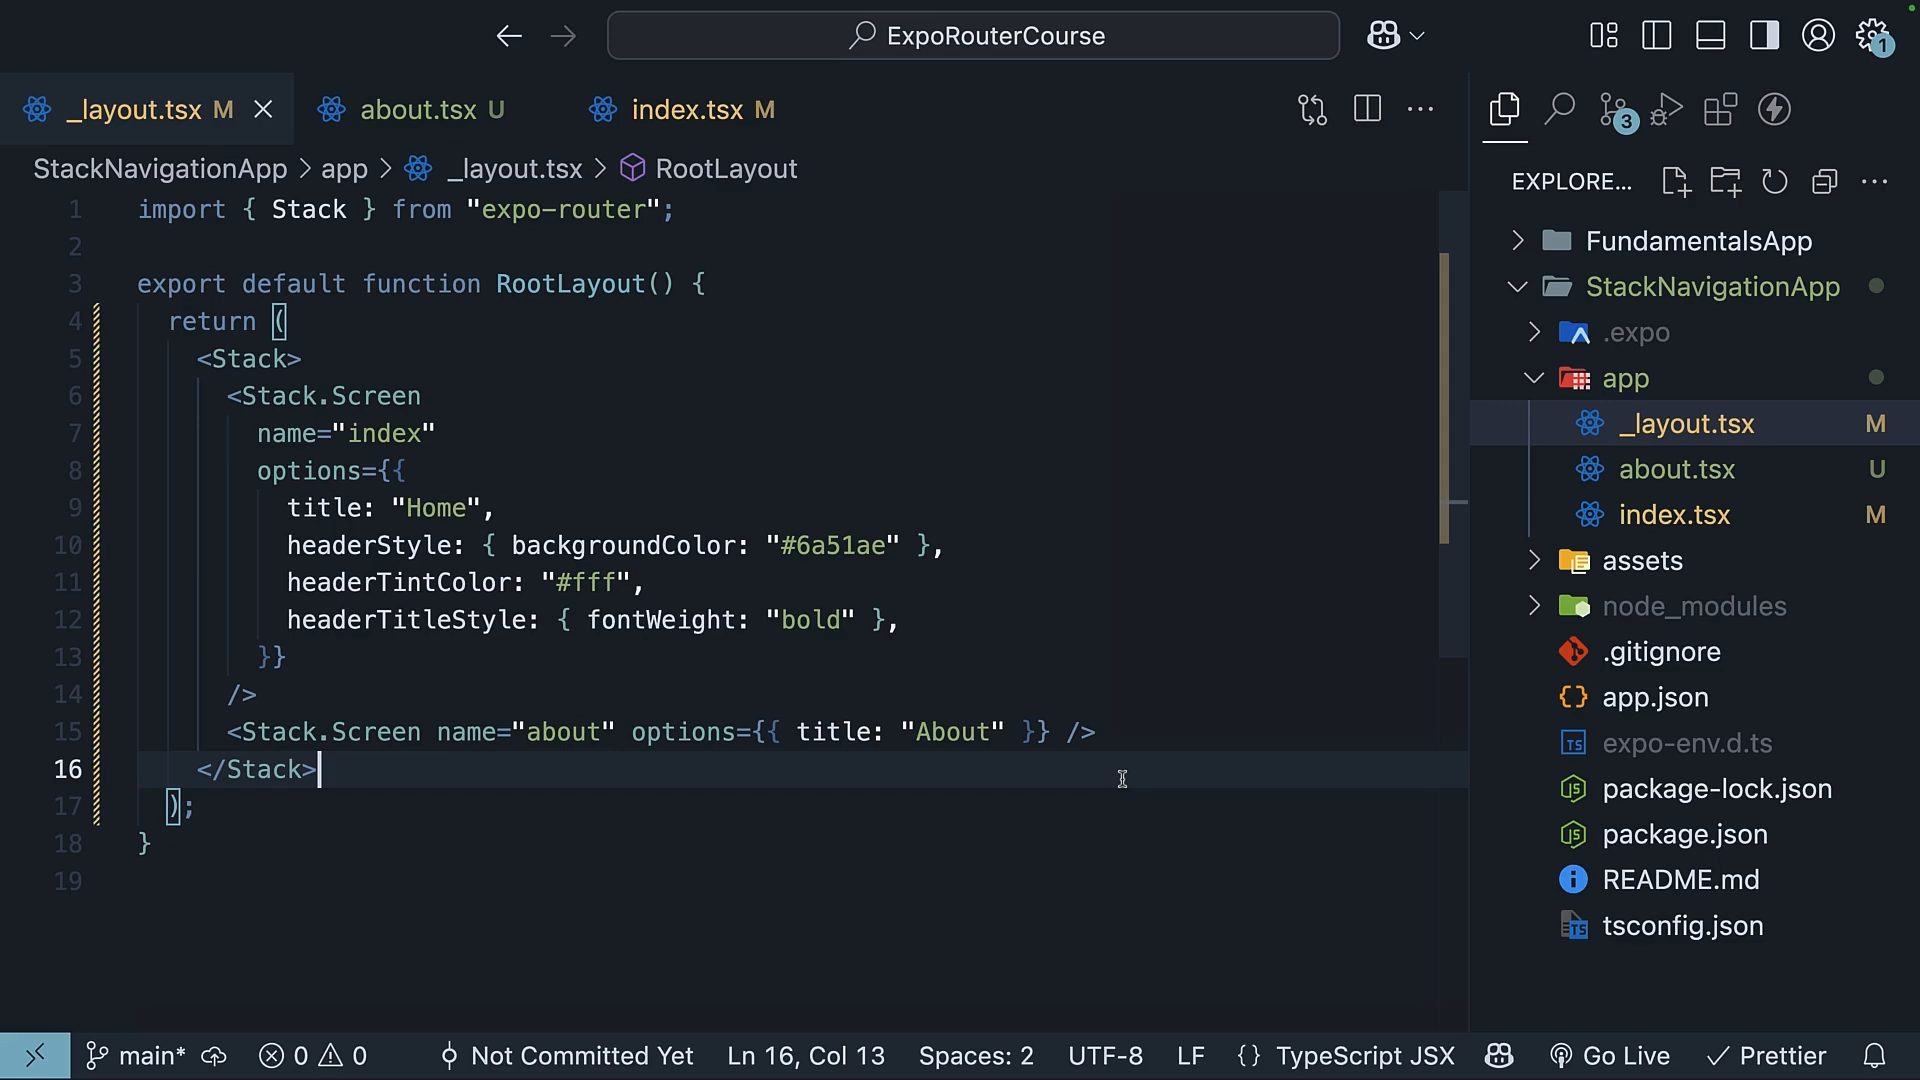 ExpoRouterCourse
1
_layout.tsx M
about.tsx U
index.tsx M
3
StackNavigationApp > app > _layout.tsx > RootLayout
EXPLORE...
1 import { Stack } from "expo-router";
2
3 export default function RootLayout() {
4 return (
5 <Stack>
6 <Stack.Screen
7 name="index"
8 options={{
9 title: "Home",
10 headerStyle: { backgroundColor: "#6a51ae" },
11 headerTintColor: "#fff",
12 headerTitleStyle: { fontWeight: "bold" },
13 }}
14 />
15 <Stack.Screen name="about" options={{ title: "About" }} />
16 </Stack>
17 );
18 }
19
FundamentalsApp
StackNavigationApp
.expo
app
_layout.tsx M
about.tsx U
index.tsx M
assets
node_modules
.gitignore
app.json
TS expo-env.d.ts
package-lock.json
package.json
README.md
TS tsconfig.json
main* 0 0 Not Committed Yet Ln 16, Col 13 Spaces: 2 UTF-8 LF {} TypeScript JSX Go Live Prettier